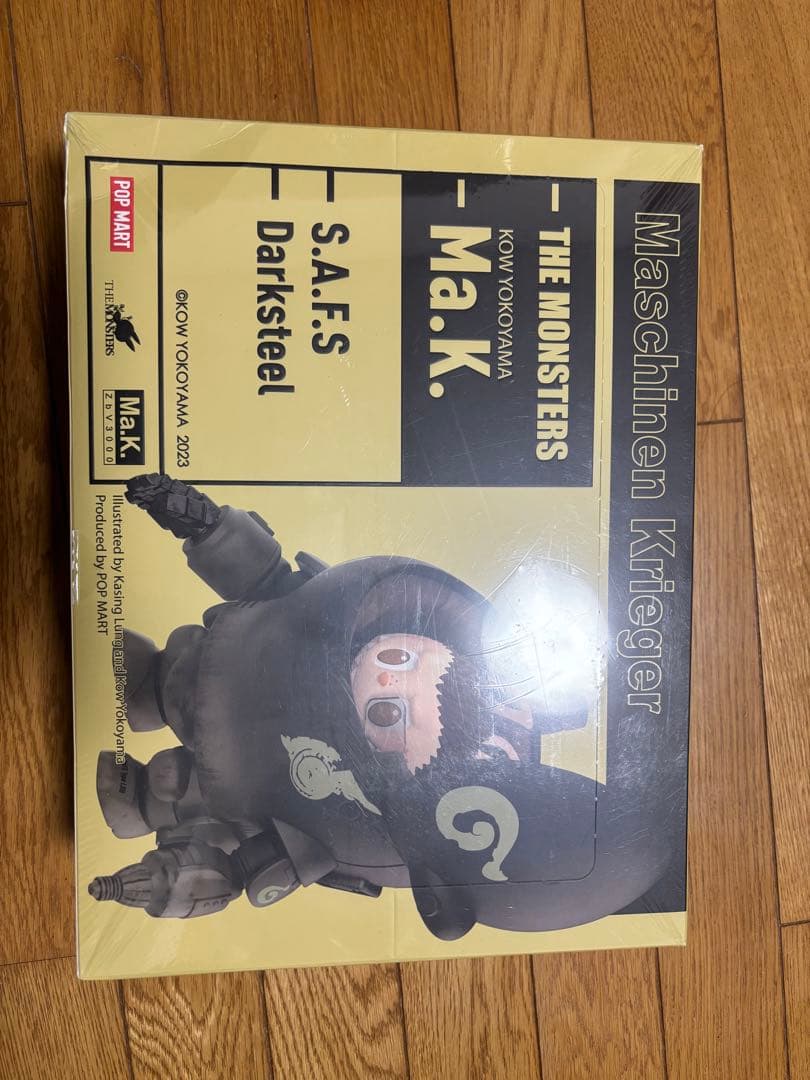 Maschinen Krieger
THE MONSTERS
KOW YOKOYAMA
Ma.K.
S.A.F.S
Darksteel
©KOW YOKOYAMA 2023
POP MART
THE MONSTERS
Ma.K.
ZbV3000
Illustrated by Kasing Lung and Kow Yokoyama
Produced by POP MART